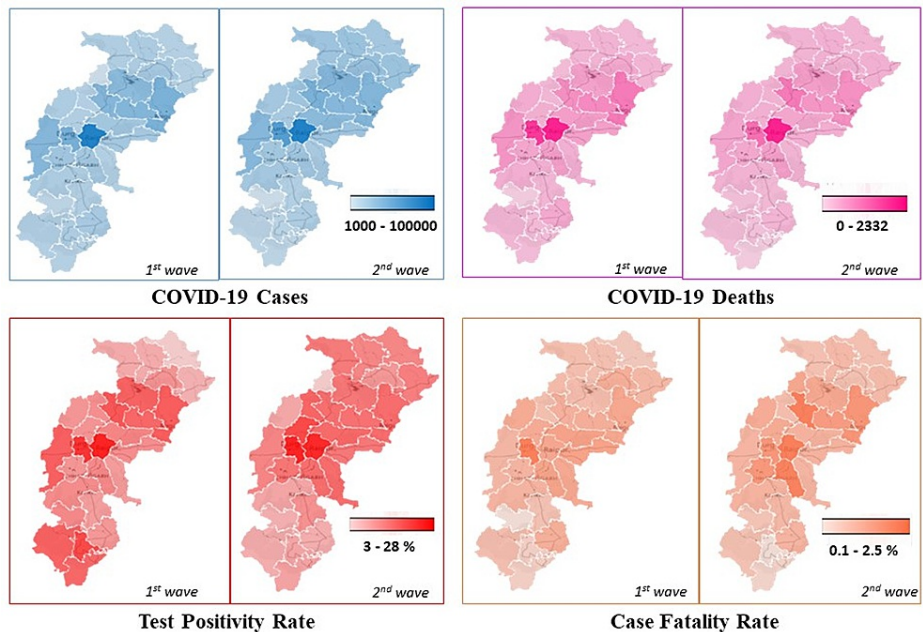 1000 - 100000
1st wave
2nd wave
COVID-19 Cases
0 - 2332
1st wave
2nd wave
COVID-19 Deaths
3 - 28 %
1st wave
2nd wave
Test Positivity Rate
0.1 - 2.5 %
1st wave
2nd wave
Case Fatality Rate